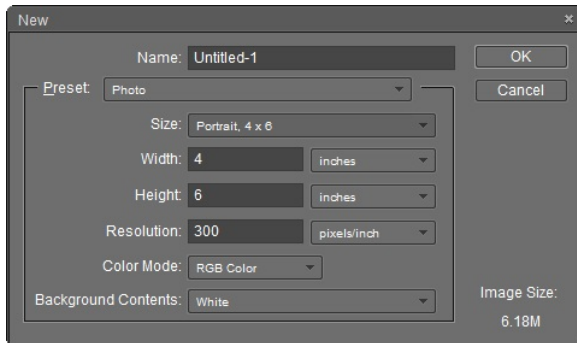 New
Name: Untitled-1
OK
Preset: Photo
Cancel
Size: Portrait, 4 x 6
Width: 4 inches
Height: 6 inches
Resolution: 300 pixels/inch
Color Mode: RGB Color
Background Contents: White
Image Size:
6.18M